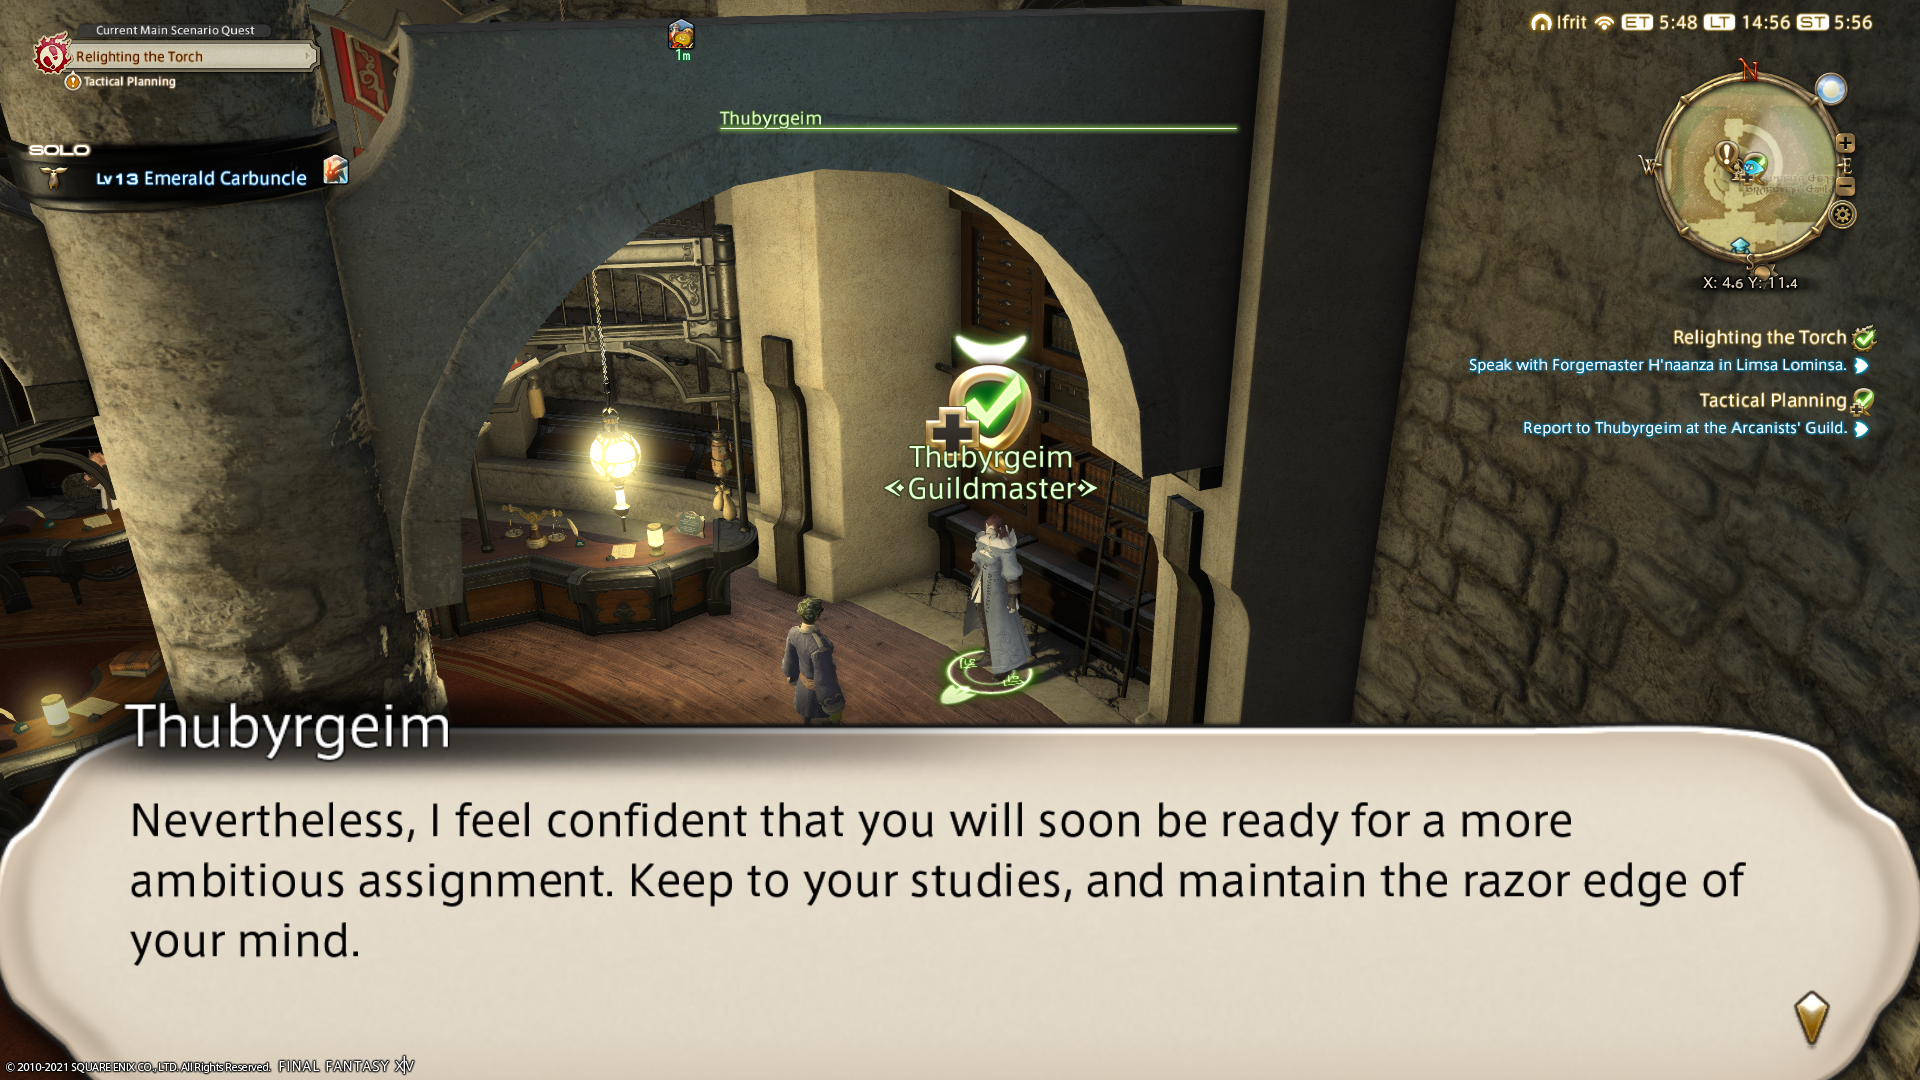 Current Main Scenario Quest
Relighting the Torch
Tactical Planning
SOLO
Lv13 Emerald Carbuncle
1m
Thubyrgeim
Ifrit ET 5:48 LT 14:56 ST 5:56
N
W
E
S
X: 4.6 Y: 11.4
Relighting the Torch
Speak with Forgemaster H'naanza in Limsa Lominsa.
Tactical Planning
Report to Thubyrgeim at the Arcanists' Guild.
Thubyrgeim
Guildmaster
Thubyrgeim
Nevertheless, I feel confident that you will soon be ready for a more
ambitious assignment. Keep to your studies, and maintain the razor edge of
your mind.
© 2010-2021 SQUARE ENIX CO., LTD. All Rights Reserved. FINAL FANTASY XIV